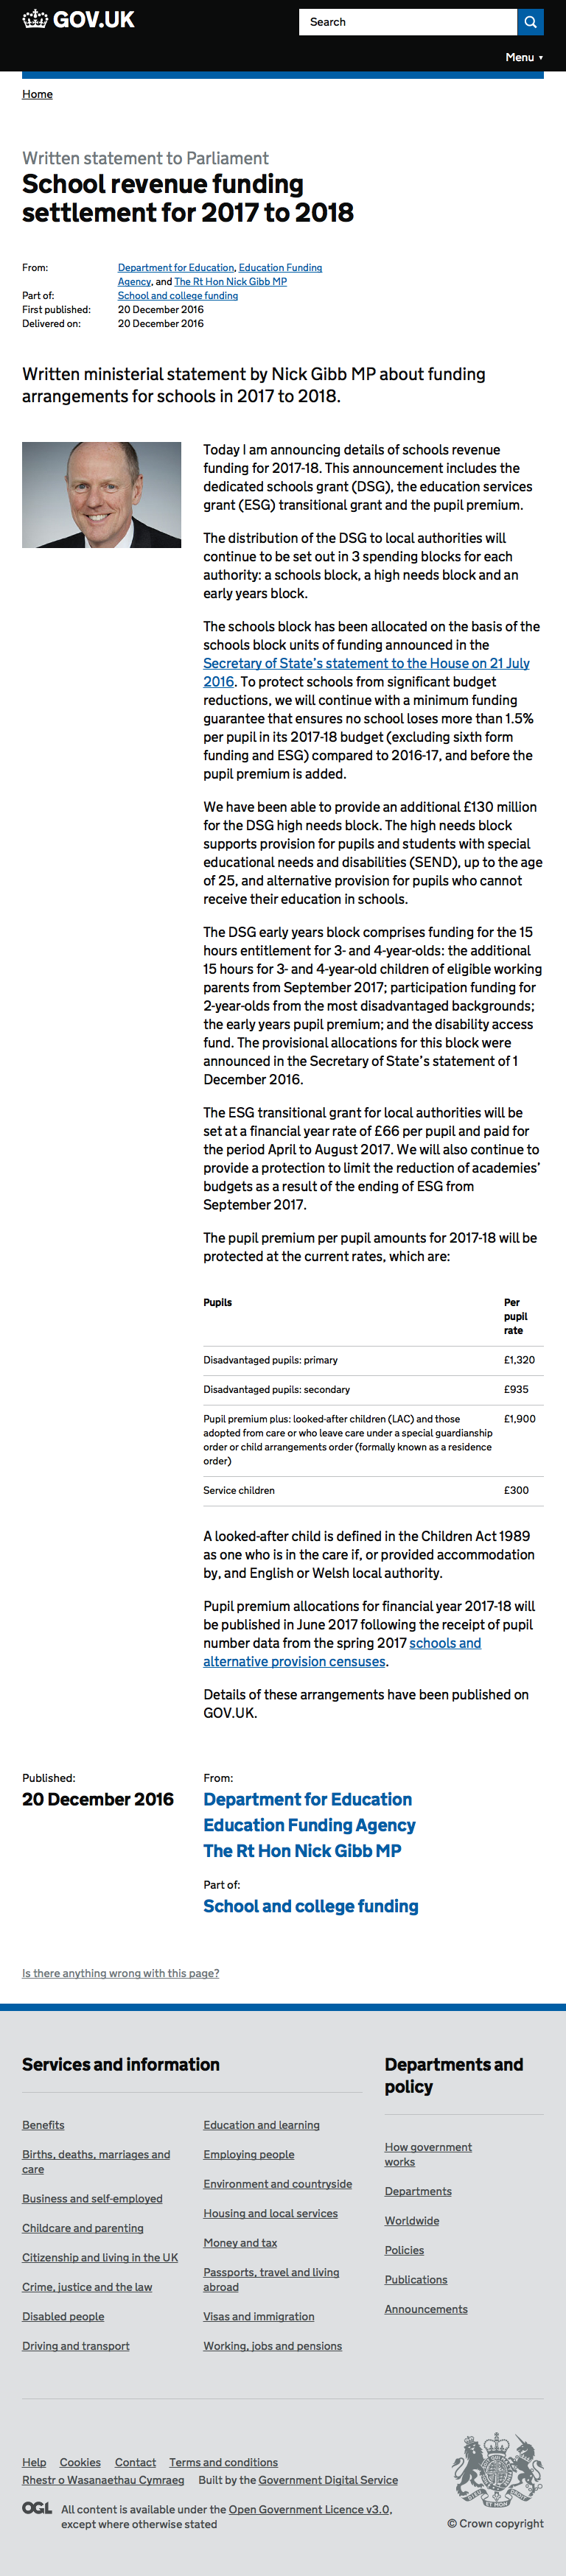 GOV.UK
Search
Menu ▼
Home
Written statement to Parliament
School revenue funding
settlement for 2017 to 2018
From: Department for Education, Education Funding
Agency, and The Rt Hon Nick Gibb MP
Part of: School and college funding
First published: 20 December 2016
Delivered on: 20 December 2016
Written ministerial statement by Nick Gibb MP about funding
arrangements for schools in 2017 to 2018.
Today I am announcing details of schools revenue
funding for 2017-18. This announcement includes the
dedicated schools grant (DSG), the education services
grant (ESG) transitional grant and the pupil premium.
The distribution of the DSG to local authorities will
continue to be set out in 3 spending blocks for each
authority: a schools block, a high needs block and an
early years block.
The schools block has been allocated on the basis of the
schools block units of funding announced in the
Secretary of State's statement to the House on 21 July
2016. To protect schools from significant budget
reductions, we will continue with a minimum funding
guarantee that ensures no school loses more than 1.5%
per pupil in its 2017-18 budget (excluding sixth form
funding and ESG) compared to 2016-17, and before the
pupil premium is added.
We have been able to provide an additional £130 million
for the DSG high needs block. The high needs block
supports provision for pupils and students with special
educational needs and disabilities (SEND), up to the age
of 25, and alternative provision for pupils who cannot
receive their education in schools.
The DSG early years block comprises funding for the 15
hours entitlement for 3- and 4-year-olds: the additional
15 hours for 3- and 4-year-old children of eligible working
parents from September 2017; participation funding for
2-year-olds from the most disadvantaged backgrounds;
the early years pupil premium; and the disability access
fund. The provisional allocations for this block were
announced in the Secretary of State's statement of 1
December 2016.
The ESG transitional grant for local authorities will be
set at a financial year rate of £66 per pupil and paid for
the period April to August 2017. We will also continue to
provide a protection to limit the reduction of academies'
budgets as a result of the ending of ESG from
September 2017.
The pupil premium per pupil amounts for 2017-18 will be
protected at the current rates, which are:
Pupils Per
pupil
rate
Disadvantaged pupils: primary £1,320
Disadvantaged pupils: secondary £935
Pupil premium plus: looked-after children (LAC) and those £1,900
adopted from care or who leave care under a special guardianship
order or child arrangements order (formally known as a residence
order)
Service children £300
A looked-after child is defined in the Children Act 1989
as one who is in the care if, or provided accommodation
by, and English or Welsh local authority.
Pupil premium allocations for financial year 2017-18 will
be published in June 2017 following the receipt of pupil
number data from the spring 2017 schools and
alternative provision censuses.
Details of these arrangements have been published on
GOV.UK.
Published:
20 December 2016
From:
Department for Education
Education Funding Agency
The Rt Hon Nick Gibb MP
Part of:
School and college funding
Is there anything wrong with this page?
Services and information
Benefits
Births, deaths, marriages and
care
Business and self-employed
Childcare and parenting
Citizenship and living in the UK
Crime, justice and the law
Disabled people
Driving and transport
Education and learning
Employing people
Environment and countryside
Housing and local services
Money and tax
Passports, travel and living
abroad
Visas and immigration
Working, jobs and pensions
Departments and
policy
How government
works
Departments
Worldwide
Policies
Publications
Announcements
Help Cookies Contact Terms and conditions
Rhestr o Wasanaethau Cymraeg Built by the Government Digital Service
OGL All content is available under the Open Government Licence v3.0,
except where otherwise stated
© Crown copyright